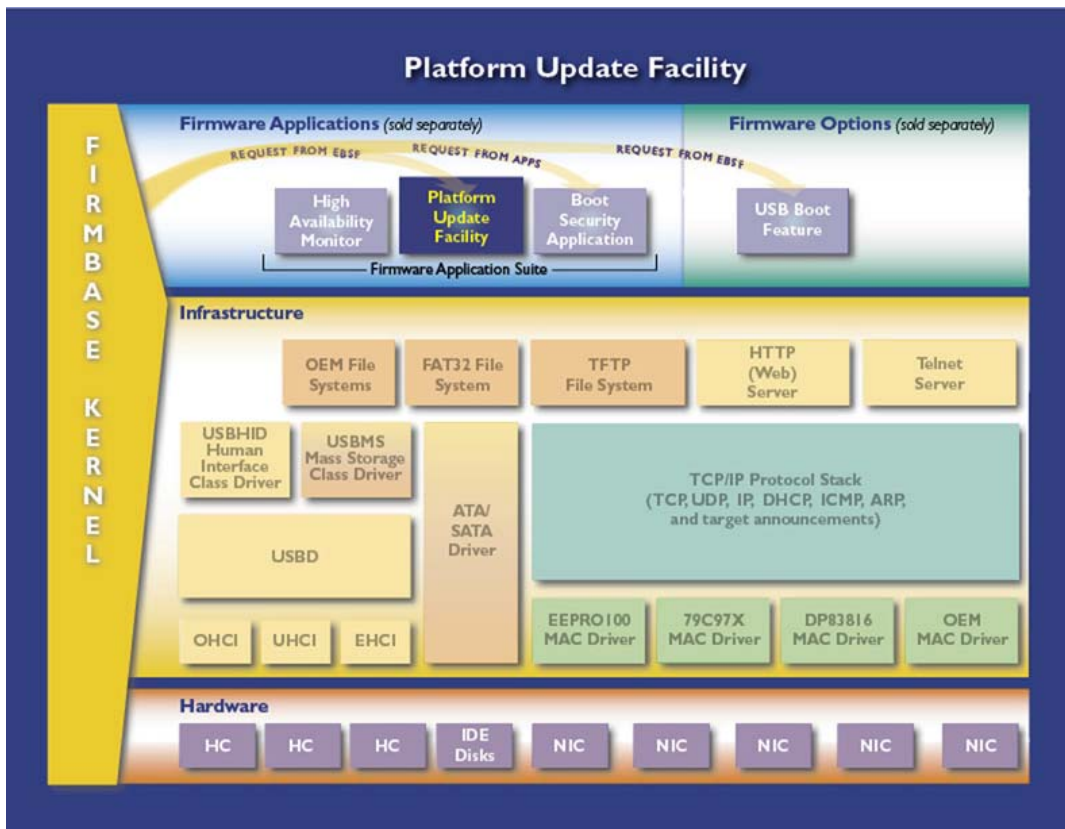 Platform Update Facility
FIRMBASE KERNEL
Firmware Applications (sold separately)
Firmware Options (sold separately)
REQUEST FROM EBSF
REQUEST FROM APPS
REQUEST FROM EBSF
High
Availability
Monitor
Platform
Update
Facility
Boot
Security
Application
USB Boot
Feature
Firmware Application Suite
Infrastructure
OEM File
Systems
FAT32 File
System
TFTP
File System
HTTP
(Web)
Server
Telnet
Server
USBHID
Human
Interface
Class Driver
USBMS
Mass Storage
Class Driver
ATA/
SATA
Driver
TCP/IP Protocol Stack
(TCP, UDP, IP, DHCP, ICMP, ARP,
and target announcements)
USBD
OHCI
UHCI
EHCI
EEPRO100
MAC Driver
79C97X
MAC Driver
DP83816
MAC Driver
OEM
MAC Driver
Hardware
HC
HC
HC
IDE
Disks
NIC
NIC
NIC
NIC
NIC